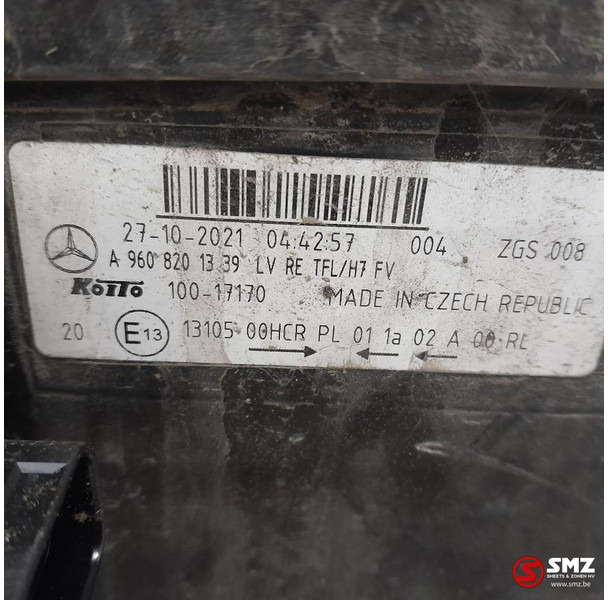 27-10-2021 04:42:57 004 ZGS 008
A 960 820 13 39 LV RE TFL/H7 FV
KOITO 100-17170 MADE IN CZECH REPUBLIC
20 E13 13105 00HCR PL 01 1a 02 A 00 RL
SMZ
SMETS & ZONEN NV
www.smz.be